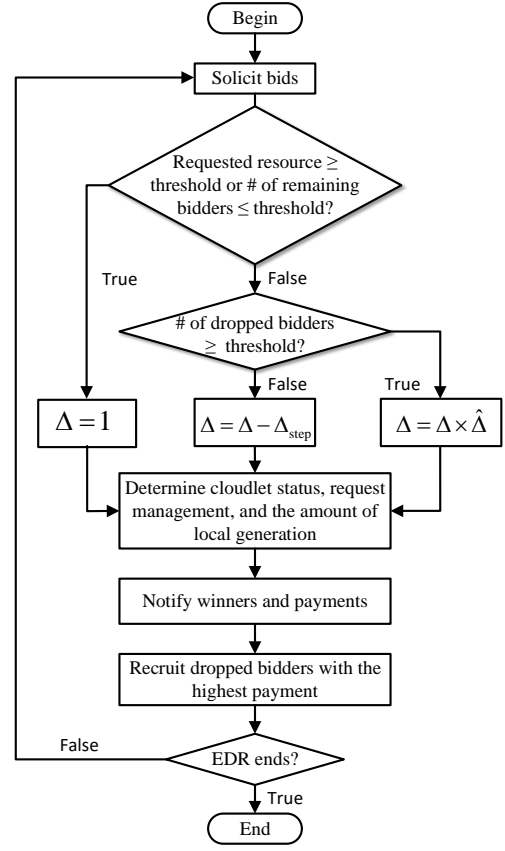 Begin
Solicit bids
Requested resource ≥
threshold or # of remaining
bidders ≤ threshold?
True
False
# of dropped bidders
≥ threshold?
False
True
Δ = 1
Δ = Δ − Δ_step
Δ = Δ × Δ̂
Determine cloudlet status, request
management, and the amount of
local generation
Notify winners and payments
Recruit dropped bidders with the
highest payment
False
EDR ends?
True
End